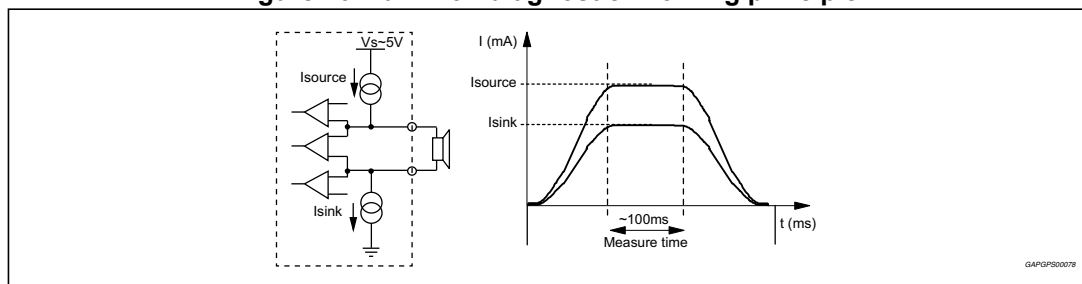 Vs~5V
Isource
Isink
I (mA)
Isource
Isink
~100ms
Measure time
t (ms)
GAPGPS00078